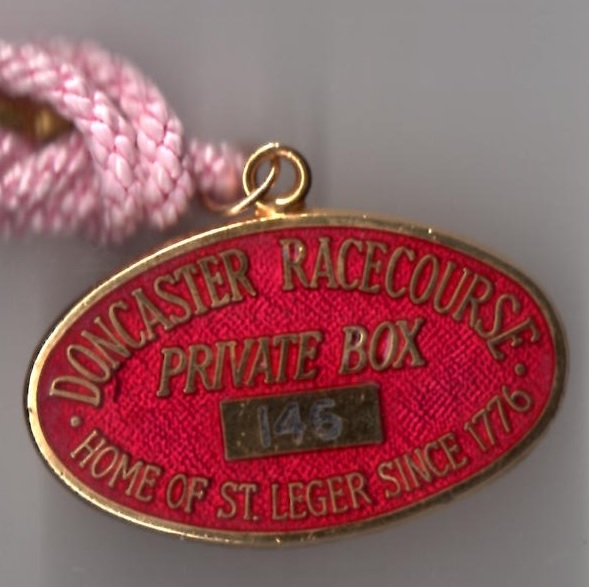 DONCASTER RACECOURSE
PRIVATE BOX
145
· HOME OF ST. LEGER SINCE 1776 ·